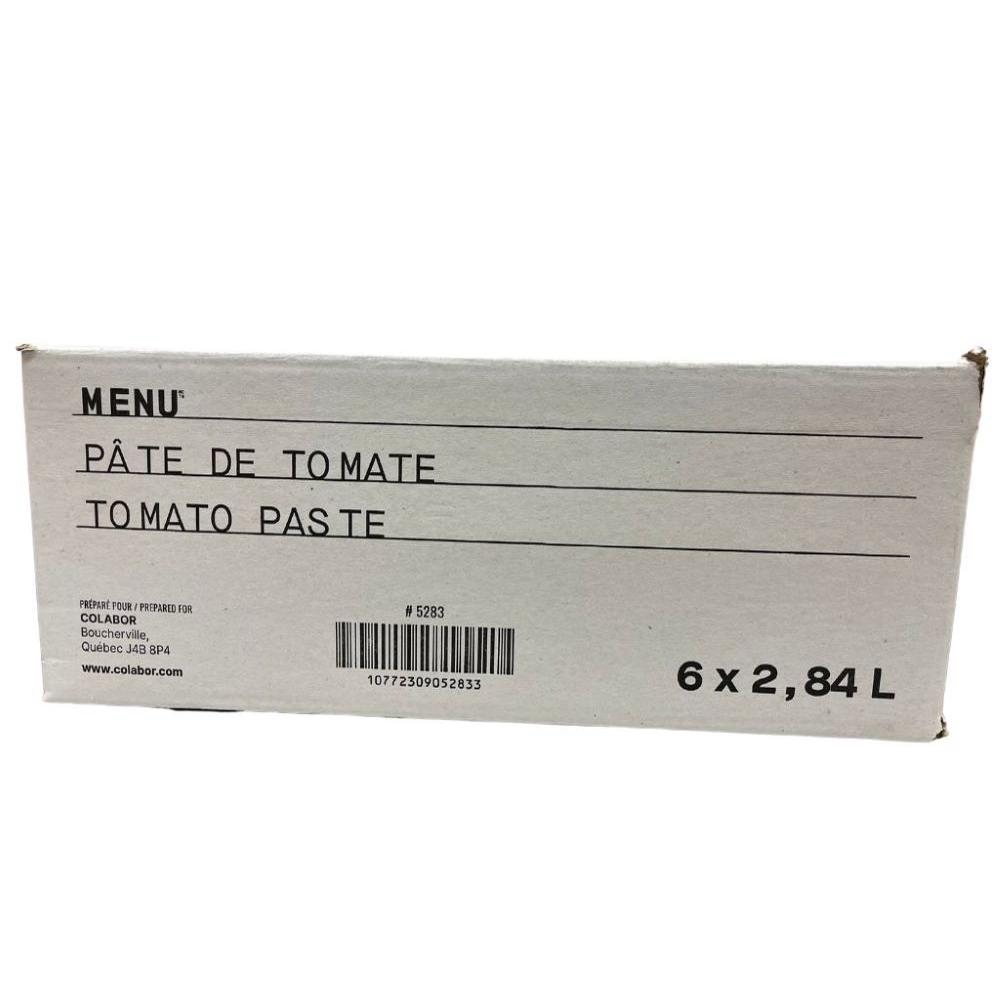 MENU
PÂTE DE TOMATE
TOMATO PASTE
PRÉPARÉ POUR / PREPARED FOR
COLABOR
Boucherville,
Québec J4B 8P4
www.colabor.com
# 5283
10772309052833
6 x 2,84 L